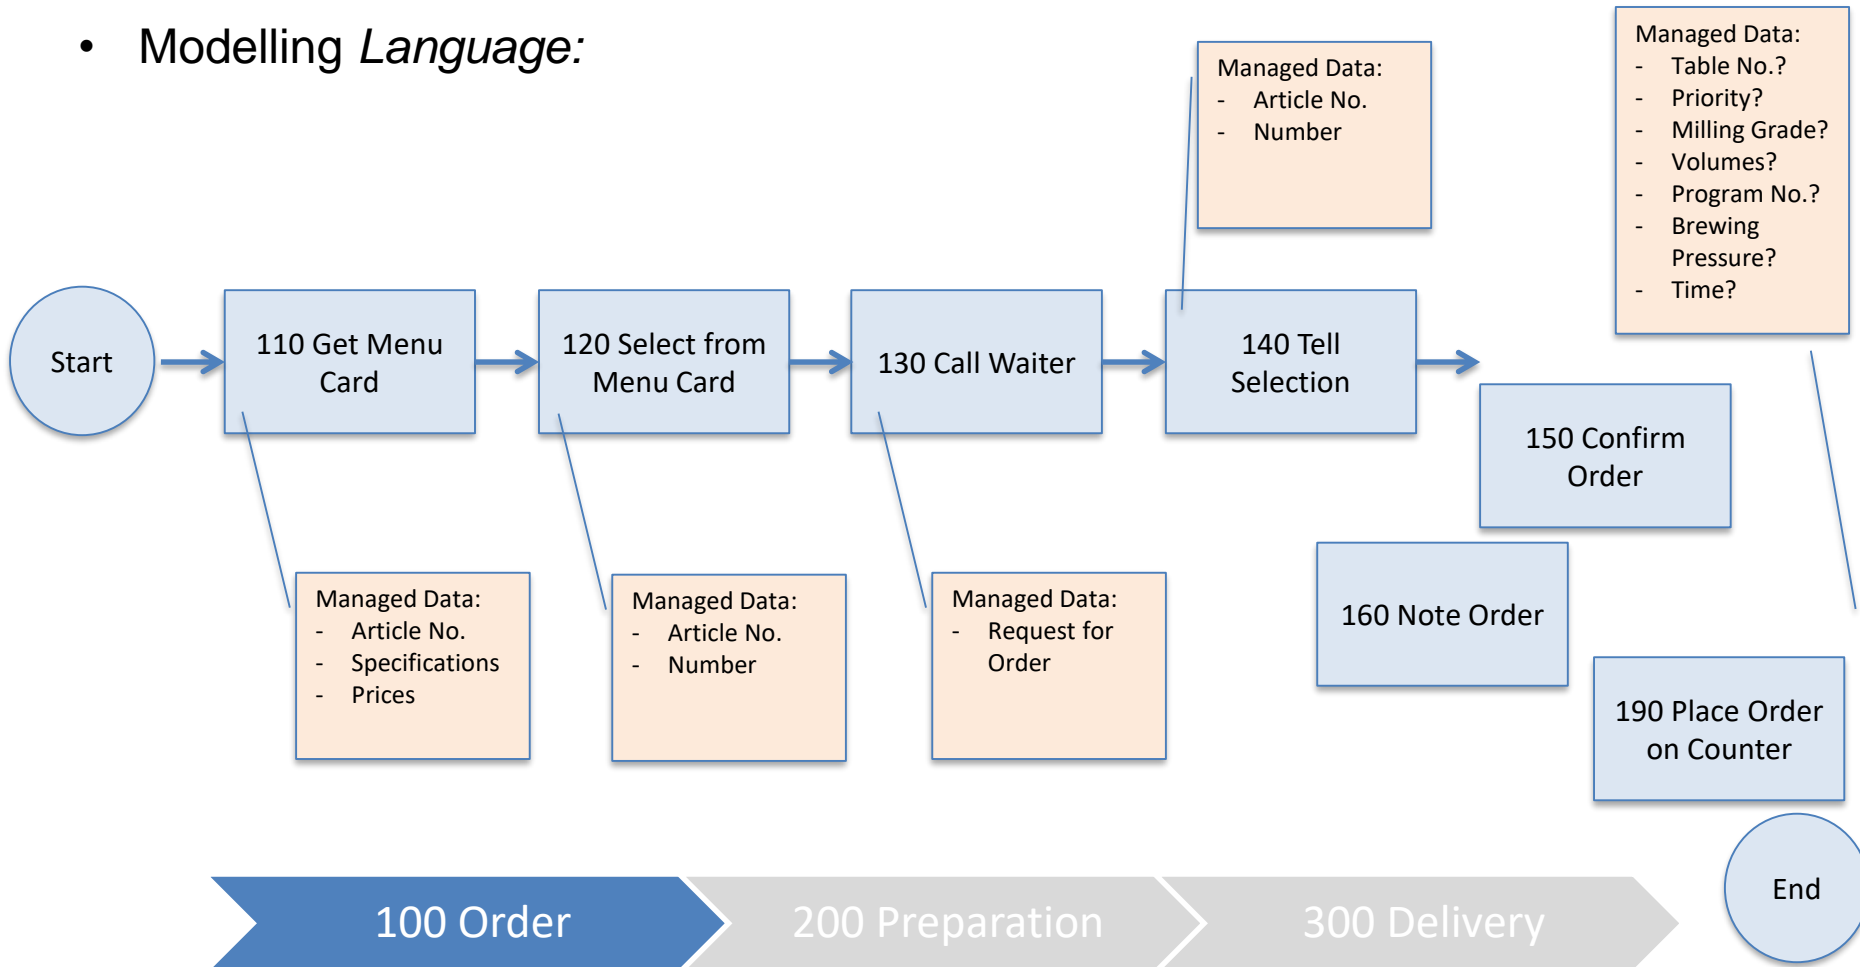 • Modelling Language:
Managed Data:
- Article No.
- Number
Managed Data:
- Table No.?
- Priority?
- Milling Grade?
- Volumes?
- Program No.?
- Brewing
Pressure?
- Time?
Start
110 Get Menu
Card
120 Select from
Menu Card
130 Call Waiter
140 Tell
Selection
150 Confirm
Order
160 Note Order
190 Place Order
on Counter
End
Managed Data:
- Article No.
- Specifications
- Prices
Managed Data:
- Article No.
- Number
Managed Data:
- Request for
Order
100 Order
200 Preparation
300 Delivery